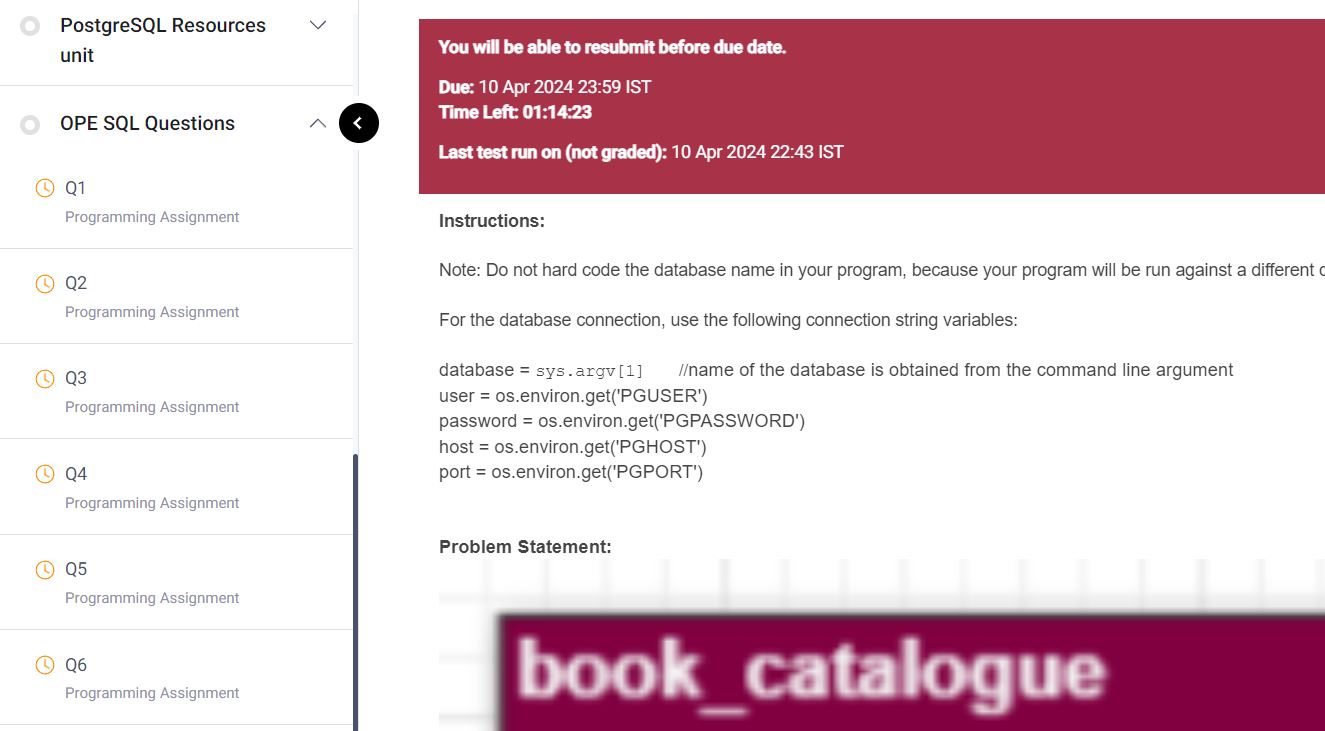 PostgreSQL Resources
unit
OPE SQL Questions
Q1
Programming Assignment
Q2
Programming Assignment
Q3
Programming Assignment
Q4
Programming Assignment
Q5
Programming Assignment
Q6
Programming Assignment
You will be able to resubmit before due date.
Due: 10 Apr 2024 23:59 IST
Time Left: 01:14:23
Last test run on (not graded): 10 Apr 2024 22:43 IST
Instructions:
Note: Do not hard code the database name in your program, because your program will be run against a different
For the database connection, use the following connection string variables:
database = sys.argv[1] //name of the database is obtained from the command line argument
user = os.environ.get('PGUSER')
password = os.environ.get('PGPASSWORD')
host = os.environ.get('PGHOST')
port = os.environ.get('PGPORT')
Problem Statement:
book_catalogue